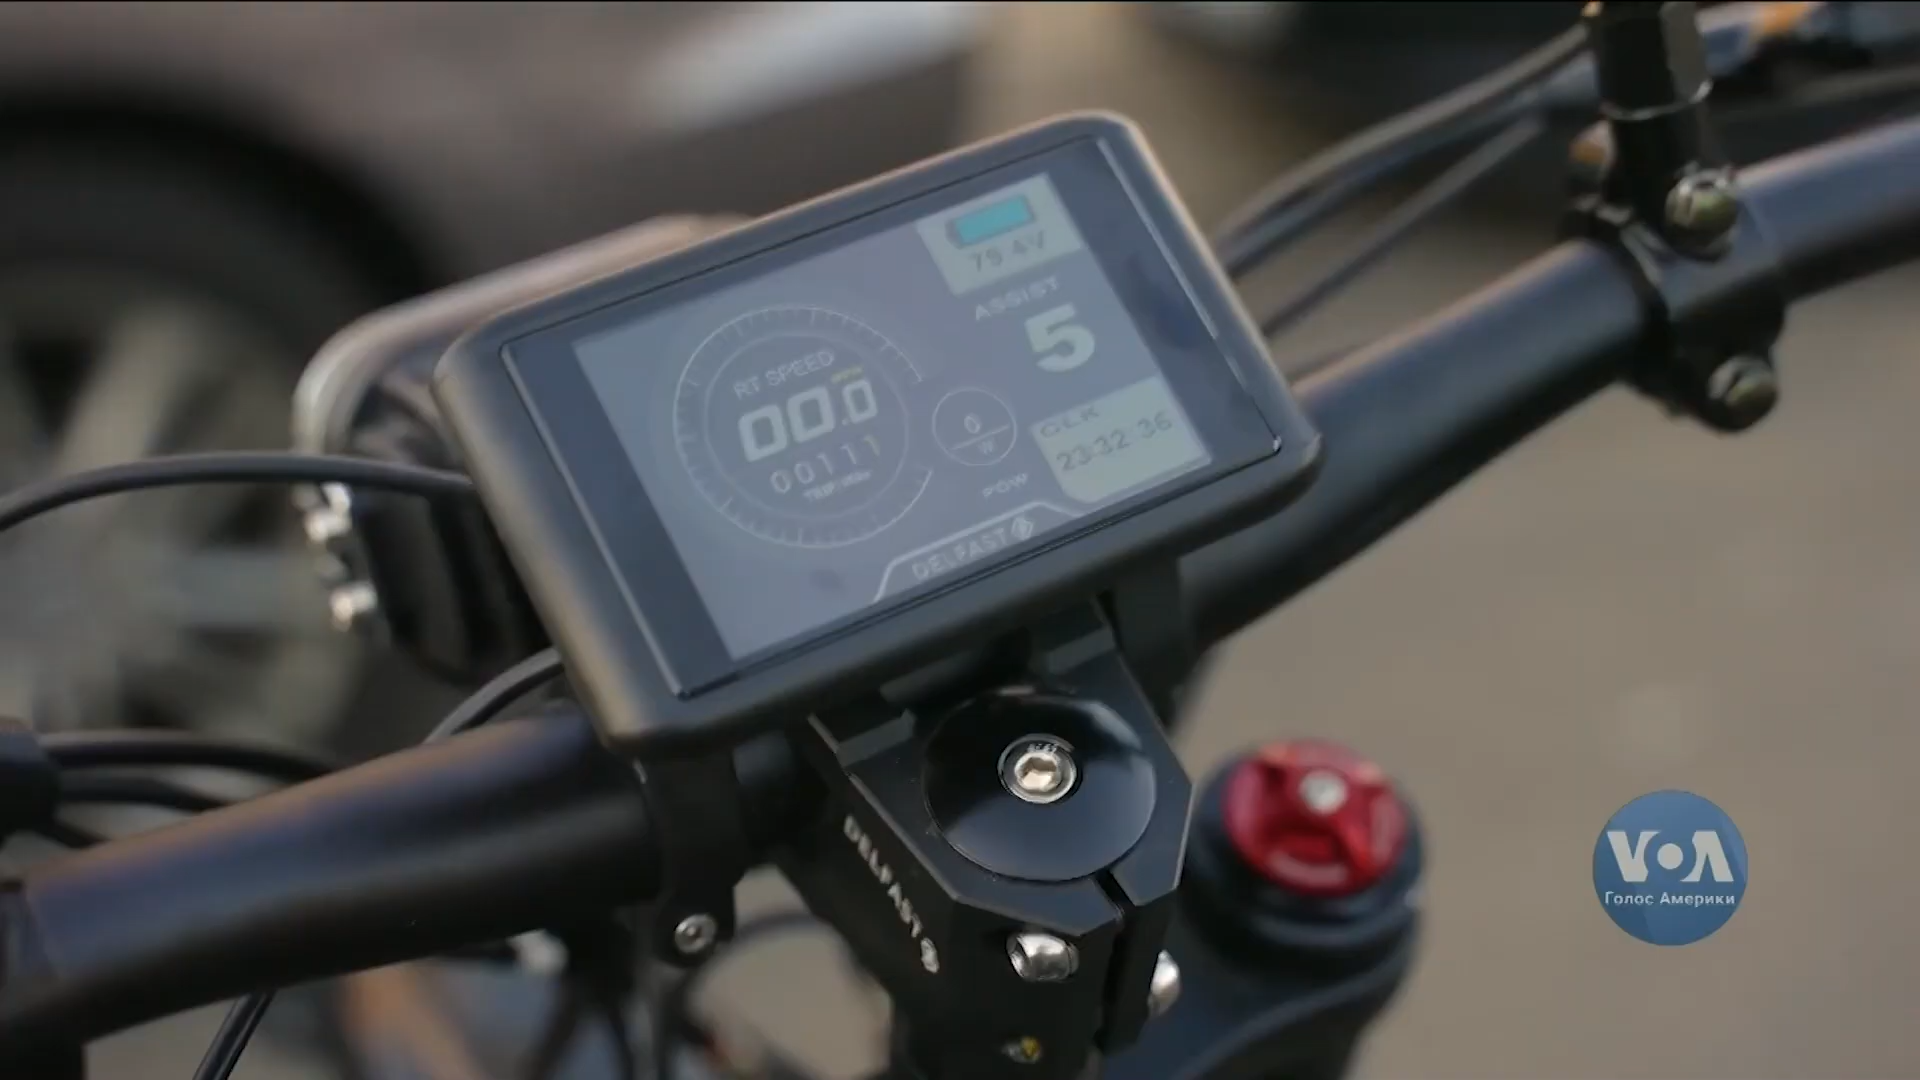 75.4V
ASSIST
5
RT SPEED
00.0
00111
TRIP
0
W
POW
CLK
23:32:36
DELFAST
DELFAST
VOA
Голос Америки